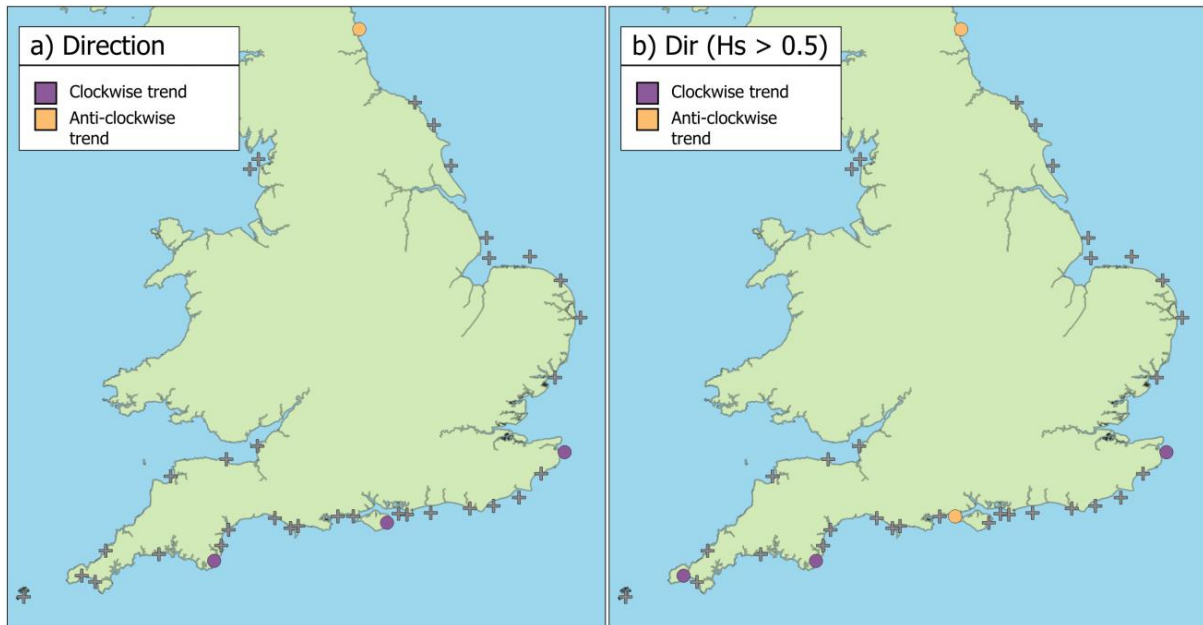 a) Direction
Clockwise trend
Anti-clockwise
trend
b) Dir (Hs > 0.5)
Clockwise trend
Anti-clockwise
trend